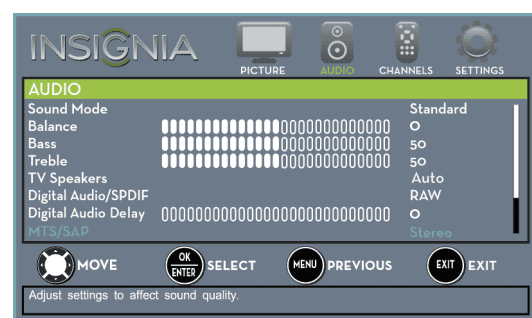 INSIGNIA
PICTURE AUDIO CHANNELS SETTINGS
AUDIO
Sound Mode Standard
Balance 0
Bass 50
Treble 50
TV Speakers Auto
Digital Audio/SPDIF RAW
Digital Audio Delay 0
MTS/SAP Stereo
MOVE OK ENTER SELECT MENU PREVIOUS EXIT EXIT
Adjust settings to affect sound quality.